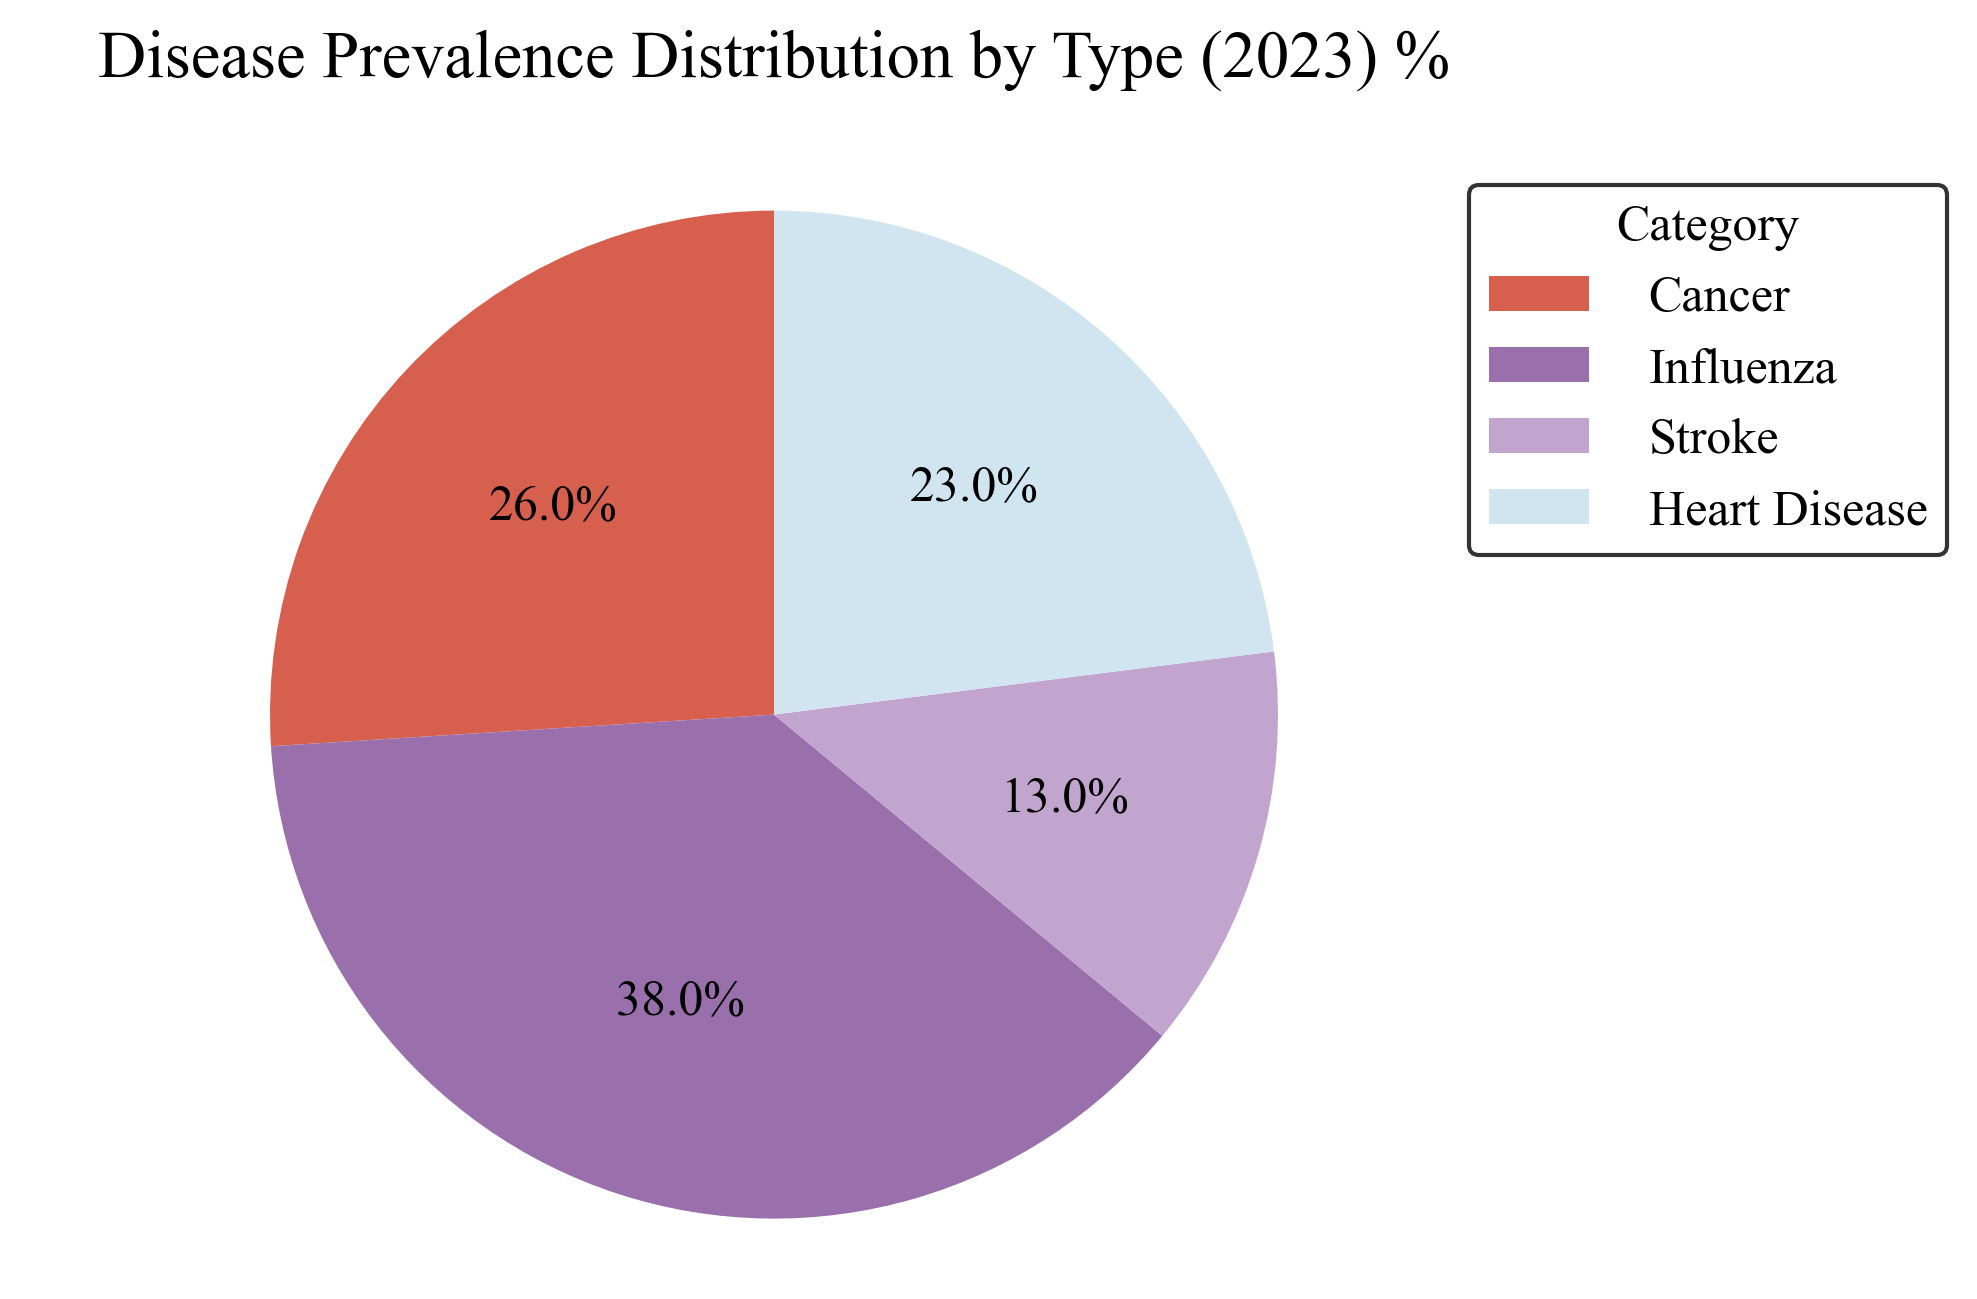 Disease Prevalence Distribution by Type (2023) %
Category
Cancer
Influenza
Stroke
Heart Disease
26.0%
23.0%
13.0%
38.0%